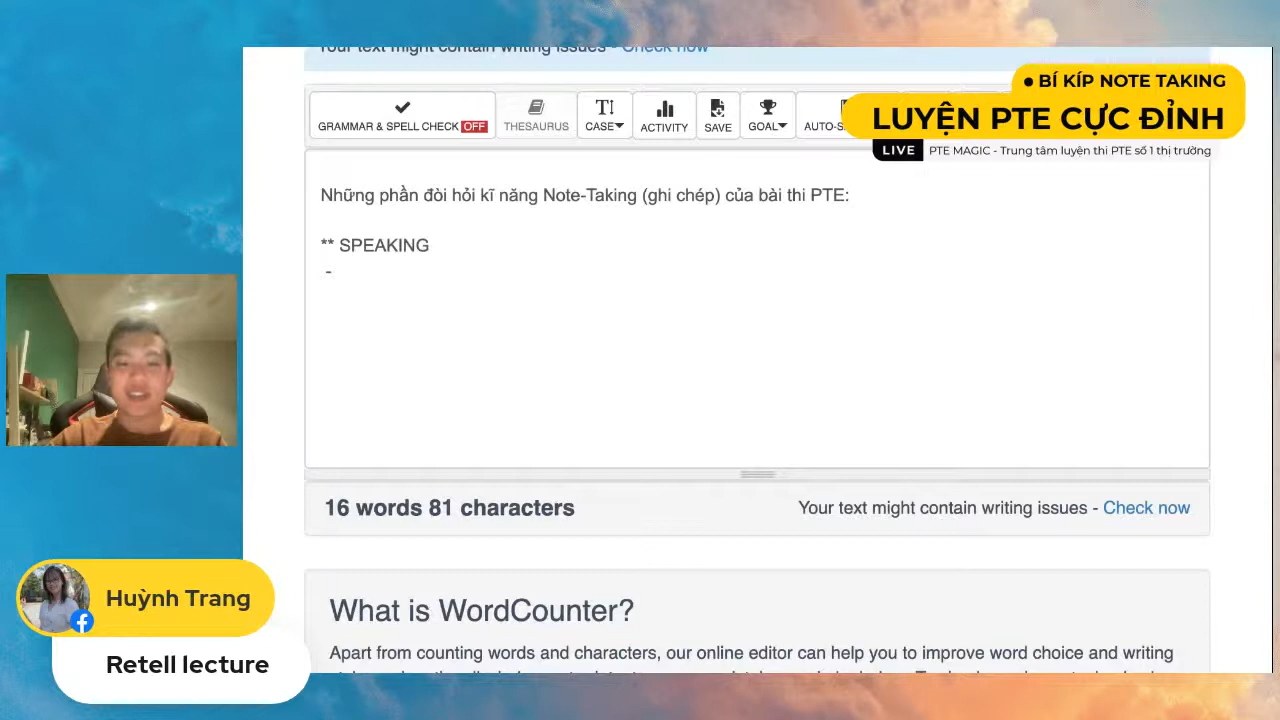 Your text might contain writing issues - Check now
● BÍ KÍP NOTE TAKING
LUYỆN PTE CỰC ĐỈNH
LIVE PTE MAGIC - Trung tâm luyện thi PTE số 1 thị trường
GRAMMAR & SPELL CHECK OFF
THESAURUS
CASE
ACTIVITY
SAVE
GOAL
Những phần đòi hỏi kĩ năng Note-Taking (ghi chép) của bài thi PTE:
** SPEAKING
-
16 words 81 characters
Your text might contain writing issues - Check now
What is WordCounter?
Apart from counting words and characters, our online editor can help you to improve word choice and writing
Huỳnh Trang
Retell lecture